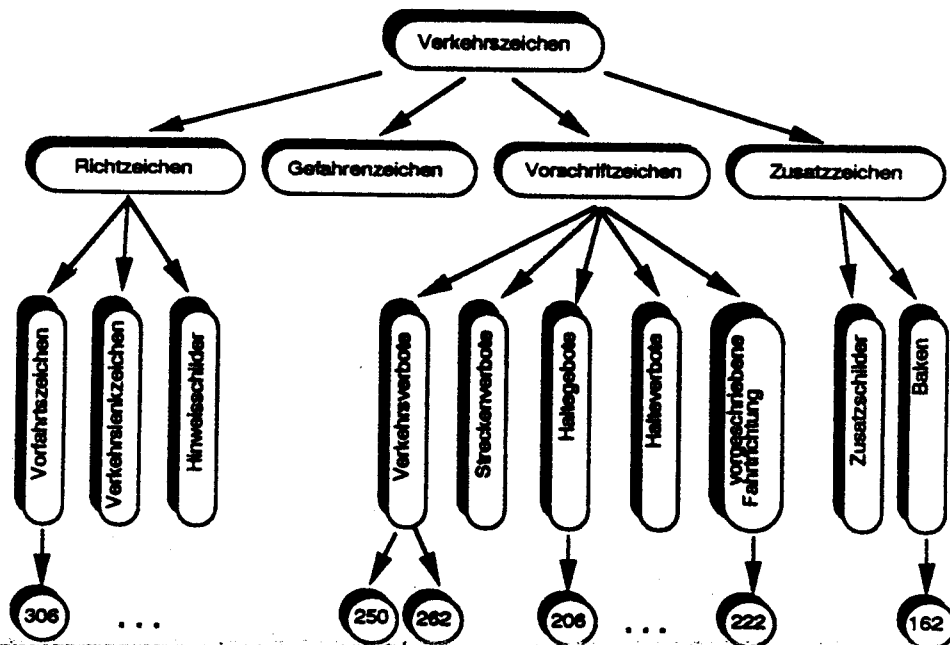 Verkehrszeichen
Richtzeichen
Gefahrenzeichen
Vorschriftzeichen
Zusatzzeichen
Vorfahrtszeichen
Verkehrslenkzeichen
Hinweisschilder
Verkehrsverbote
Streckenverbote
Haltegebote
Halteverbote
vorgeschriebene
Fahrtrichtung
Zusatzschilder
Baken
306
. . .
250
262
206
. . .
222
162